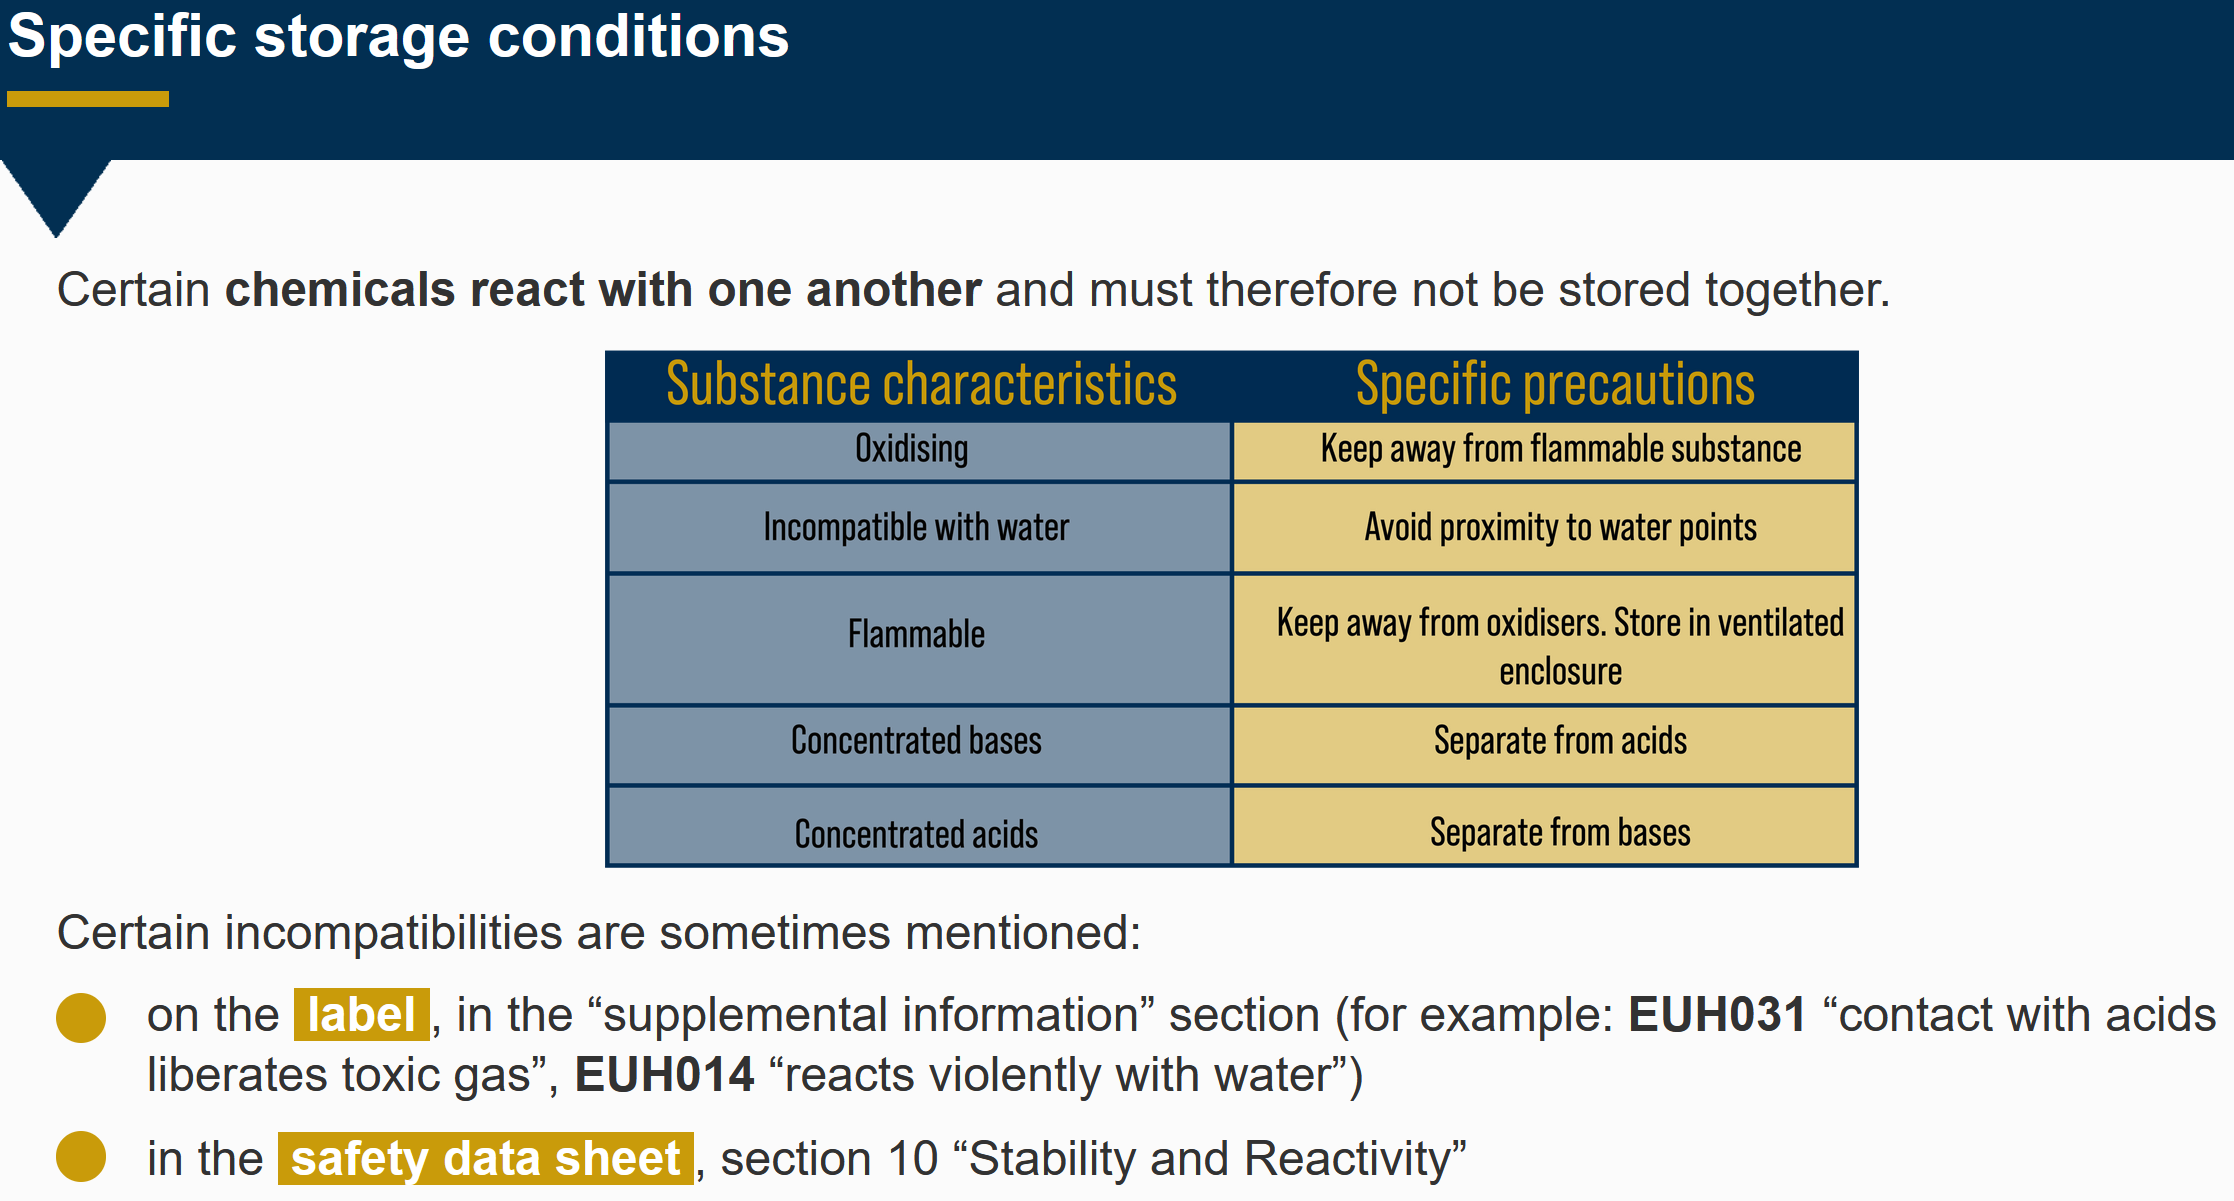 Specific storage conditions
Certain chemicals react with one another and must therefore not be stored together.
Substance characteristics Specific precautions
Oxidising Keep away from flammable substance
Incompatible with water Avoid proximity to water points
Flammable Keep away from oxidisers. Store in ventilated
enclosure
Concentrated bases Separate from acids
Concentrated acids Separate from bases
Certain incompatibilities are sometimes mentioned:
on the label, in the “supplemental information” section (for example: EUH031 “contact with acids
liberates toxic gas”, EUH014 “reacts violently with water”)
in the safety data sheet, section 10 “Stability and Reactivity”